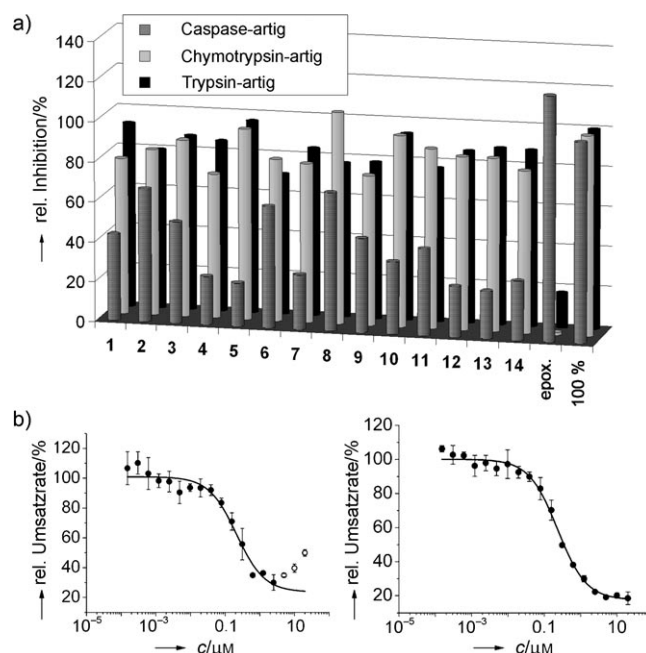 a)
Caspase-artig
Chymotrypsin-artig
Trypsin-artig
→ rel. Inhibition/%
140
120
100
80
60
40
20
0
1 2 3 4 5 6 7 8 9 10 11 12 13 14 epox. 100 %
b)
→ rel. Umsatzrate/%
120
100
80
60
40
20
10⁻⁵ 10⁻³ 0.1 10
→ c/µM
→ rel. Umsatzrate/%
120
100
80
60
40
20
10⁻⁵ 10⁻³ 0.1 10
→ c/µM